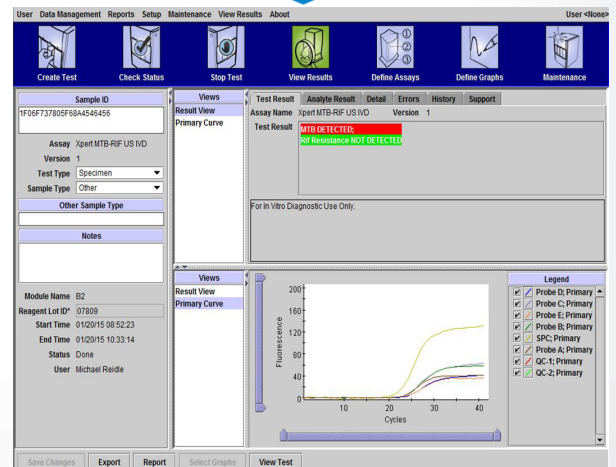 User Data Management Reports Setup Maintenance View Results About User <None>
Create Test Check Status Stop Test View Results Define Assays Define Graphs Maintenance
Sample ID
1F06F737805F68A4546456
Assay Xpert MTB-RIF US IVD
Version 1
Test Type Specimen
Sample Type Other
Other Sample Type
Notes
Module Name B2
Reagent Lot ID* 07809
Start Time 01/20/15 08:52:23
End Time 01/20/15 10:33:14
Status Done
User Michael Reidle
Views
Result View
Primary Curve
Test Result Analyte Result Detail Errors History Support
Assay Name Xpert MTB-RIF US IVD Version 1
Test Result MTB DETECTED;
Rif Resistance NOT DETECTED
For In Vitro Diagnostic Use Only.
Views
Result View
Primary Curve
Fluorescence
200
160
120
80
40
0
10 20 30 40
Cycles
Legend
Probe D; Primary
Probe C; Primary
Probe E; Primary
Probe B; Primary
SPC; Primary
Probe A; Primary
QC-1; Primary
QC-2; Primary
Save Changes Export Report Select Graphs View Test